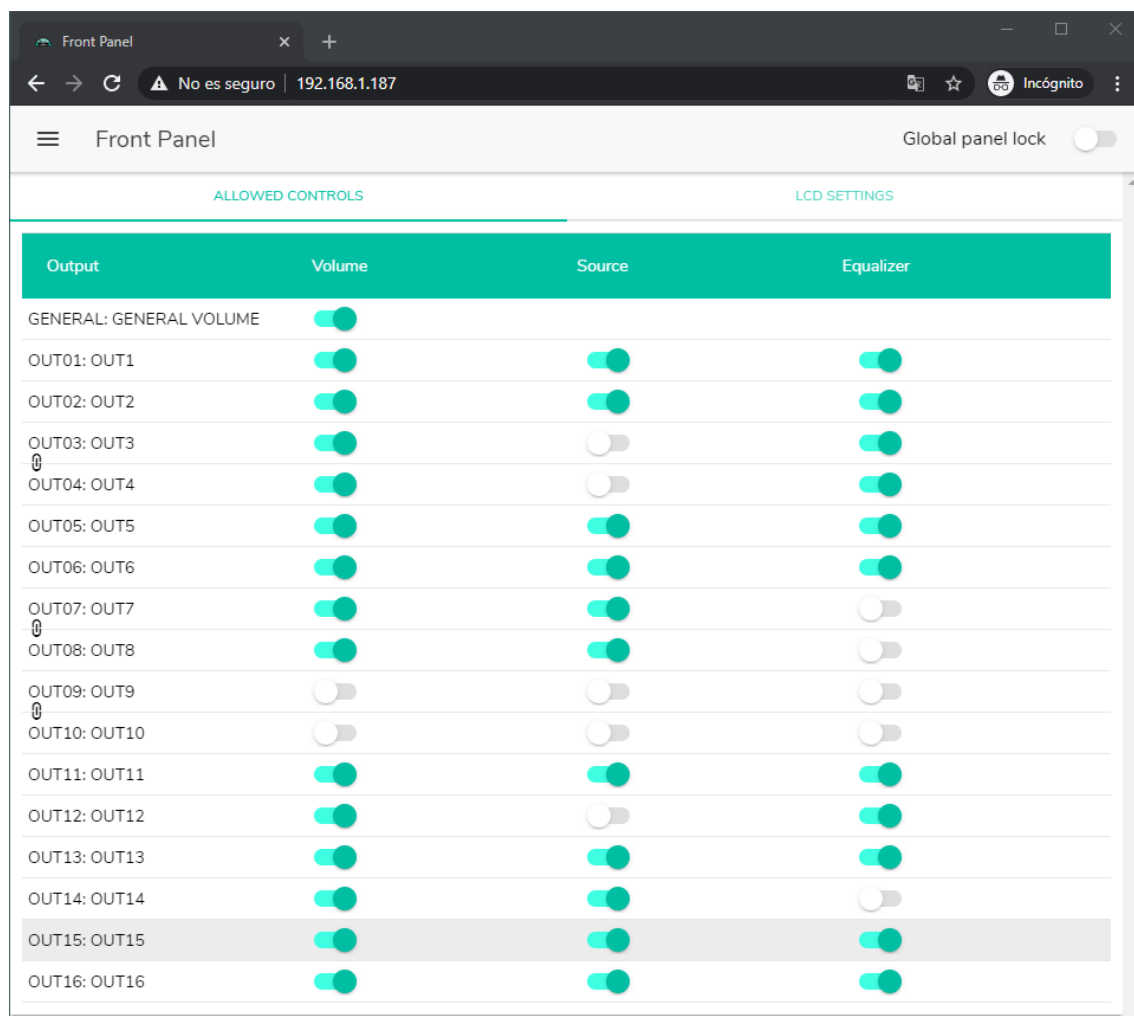 Front Panel
No es seguro 192.168.1.187 Incógnito
Front Panel Global panel lock
ALLOWED CONTROLS LCD SETTINGS
Output Volume Source Equalizer
GENERAL: GENERAL VOLUME
OUT01: OUT1
OUT02: OUT2
OUT03: OUT3
OUT04: OUT4
OUT05: OUT5
OUT06: OUT6
OUT07: OUT7
OUT08: OUT8
OUT09: OUT9
OUT10: OUT10
OUT11: OUT11
OUT12: OUT12
OUT13: OUT13
OUT14: OUT14
OUT15: OUT15
OUT16: OUT16